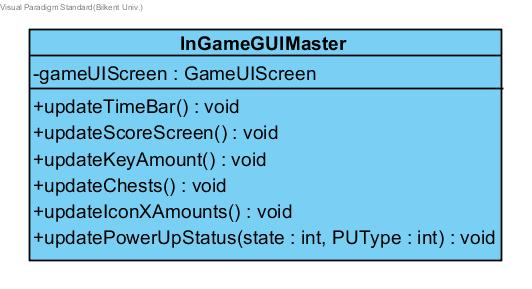 Visual Paradigm Standard(Bilkent Univ.)
InGameGUIMaster
-gameUIScreen : GameUIScreen
+updateTimeBar() : void
+updateScoreScreen() : void
+updateKeyAmount() : void
+updateChests() : void
+updateIconXAmounts() : void
+updatePowerUpStatus(state : int, PUType : int) : void